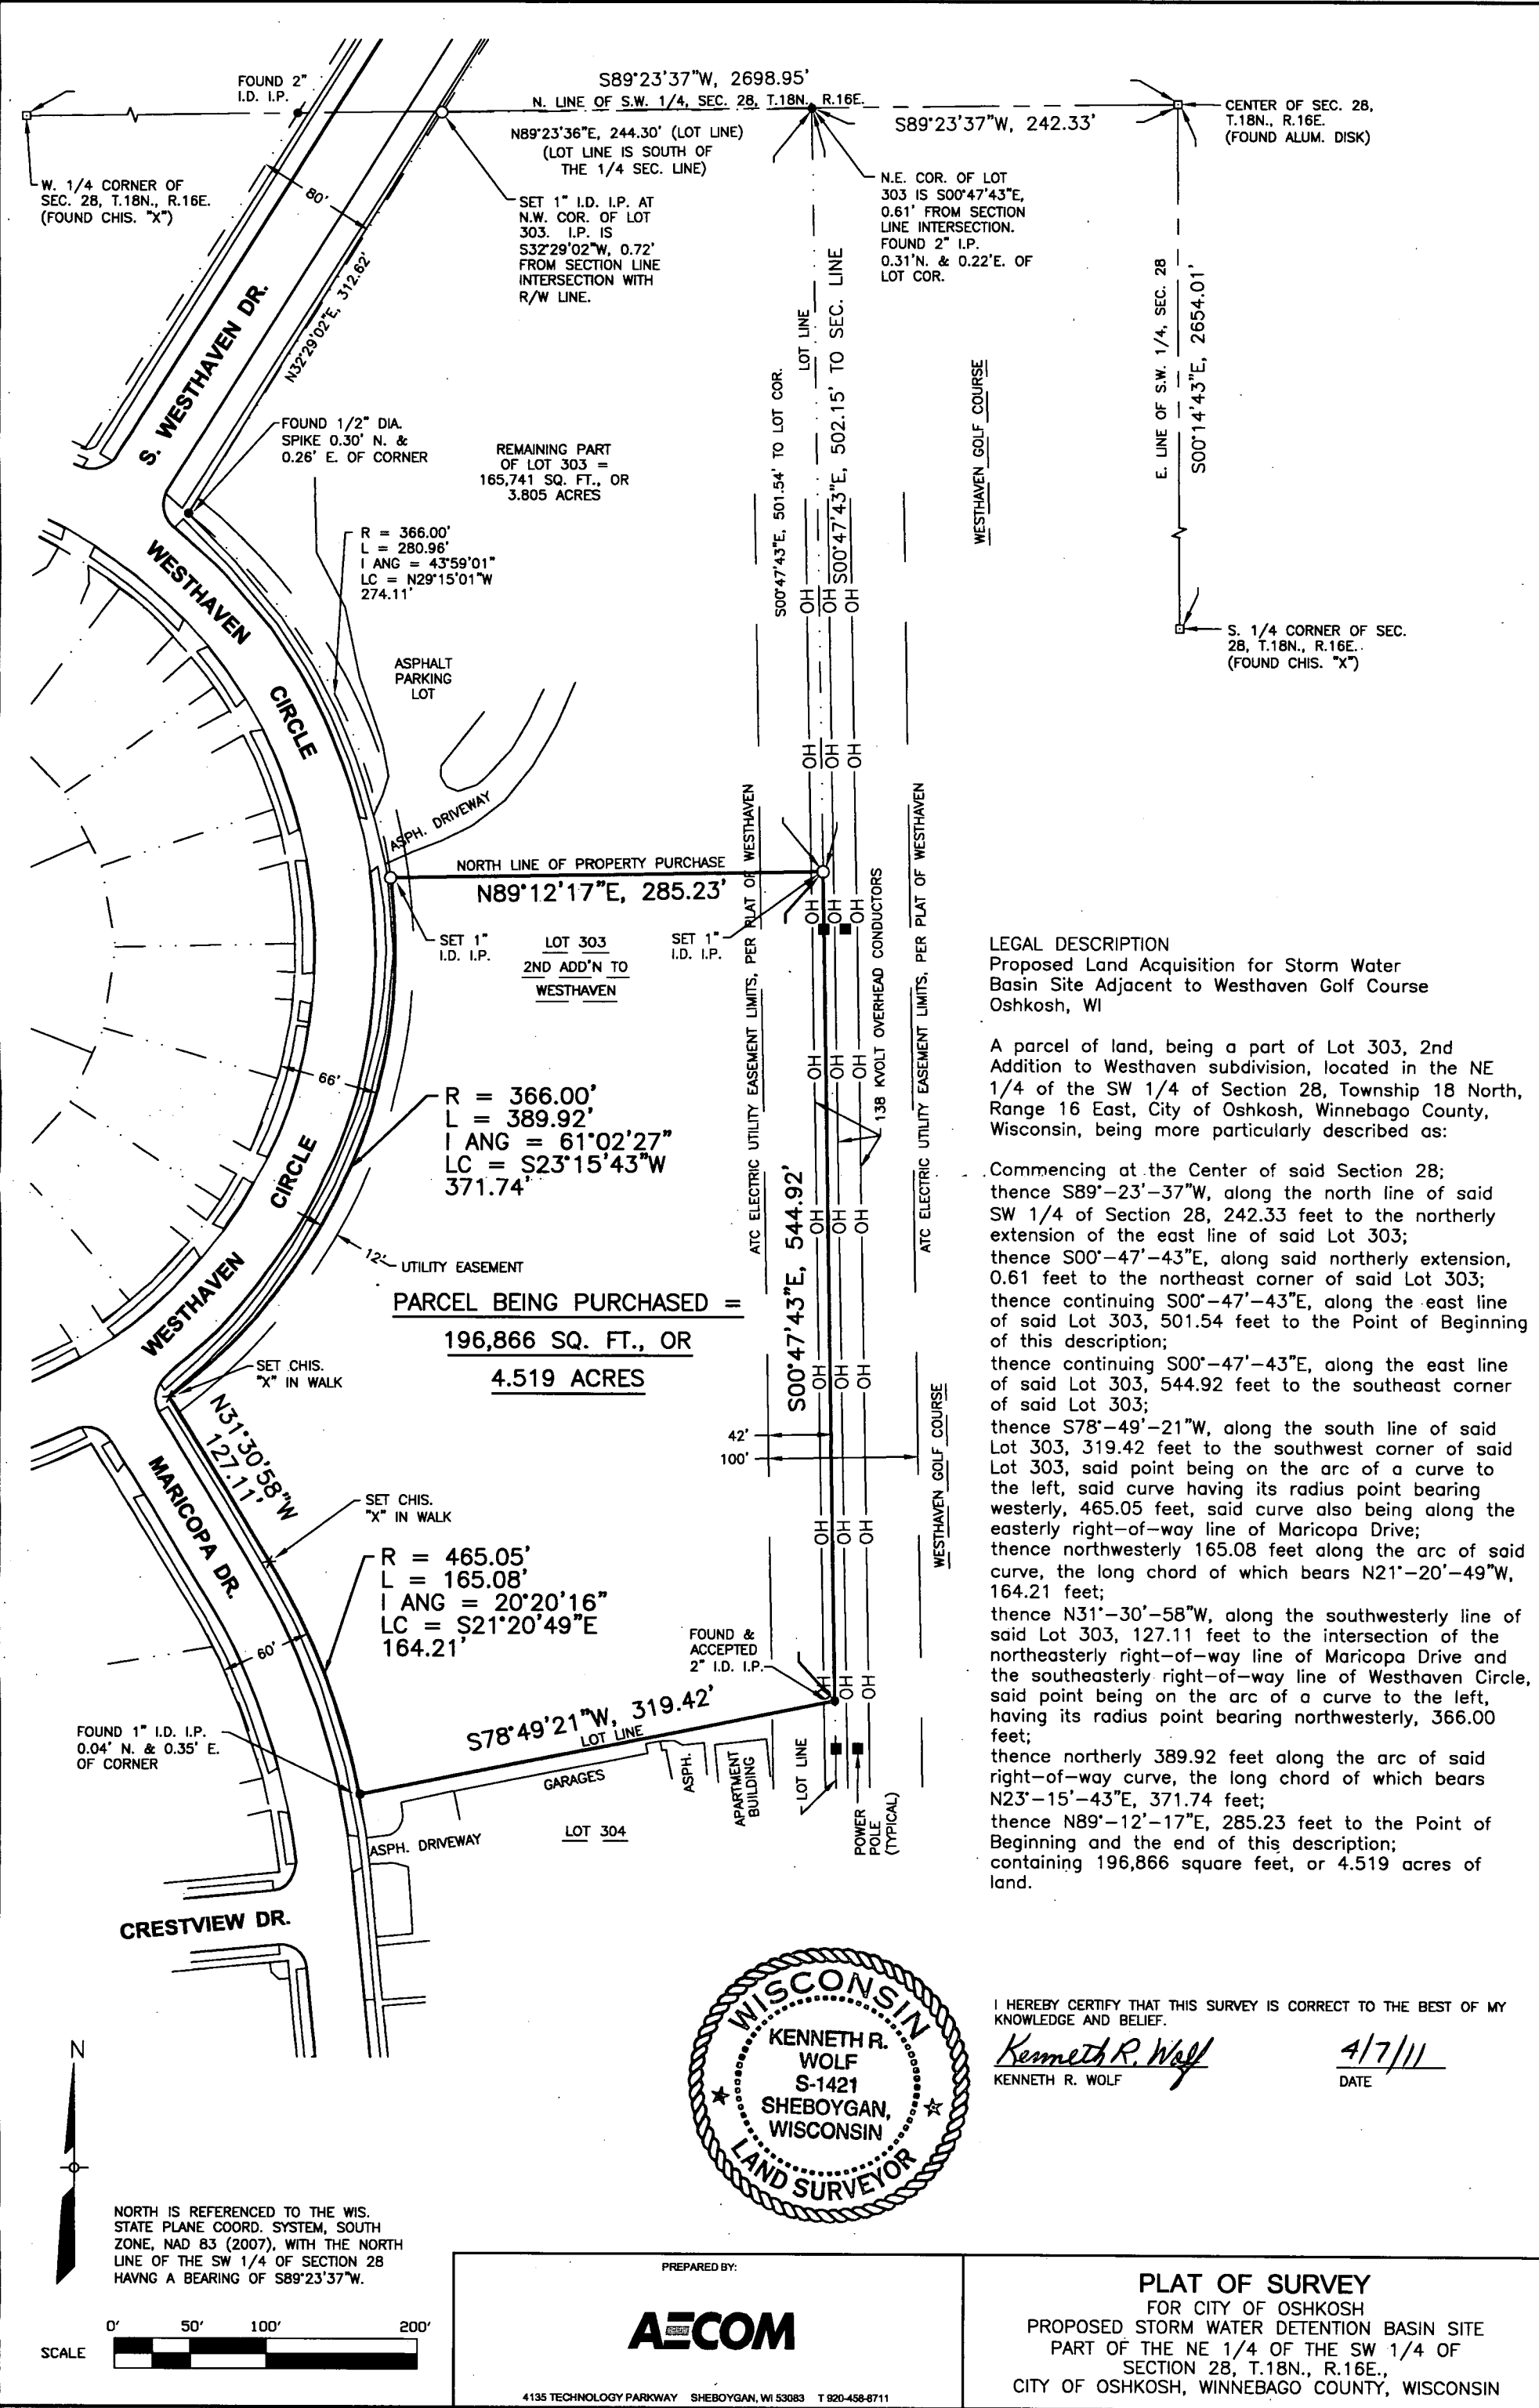 S89°23'37"W, 2698.95'
N. LINE OF S.W. 1/4, SEC. 28, T.18N., R.16E.
FOUND 2"
I.D. I.P.
N89°23'36"E, 244.30' (LOT LINE)
(LOT LINE IS SOUTH OF
THE 1/4 SEC. LINE)
S89°23'37"W, 242.33'
CENTER OF SEC. 28,
T.18N., R.16E.
(FOUND ALUM. DISK)
W. 1/4 CORNER OF
SEC. 28, T.18N., R.16E.
(FOUND CHIS. "X")
80'
SET 1" I.D. I.P. AT
N.W. COR. OF LOT
303. I.P. IS
S32°29'02"W, 0.72'
FROM SECTION LINE
INTERSECTION WITH
R/W LINE.
N.E. COR. OF LOT
303 IS S00°47'43"E,
0.61' FROM SECTION
LINE INTERSECTION.
FOUND 2" I.P.
0.31'N. & 0.22'E. OF
LOT COR.
S. WESTHAVEN DR.
N32°29'02"E, 312.62'
LOT LINE
S00°47'43"E, 501.54' TO LOT COR.
S00°47'43"E, 502.15' TO SEC. LINE
WESTHAVEN GOLF COURSE
E. LINE OF S.W. 1/4, SEC. 28
S00°14'43"E, 2654.01'
FOUND 1/2" DIA.
SPIKE 0.30' N. &
0.26' E. OF CORNER
REMAINING PART
OF LOT 303 =
165,741 SQ. FT., OR
3.805 ACRES
R = 366.00'
L = 280.96'
I ANG = 43°59'01"
LC = N29°15'01"W
274.11'
WESTHAVEN
CIRCLE
OH OH OH
S. 1/4 CORNER OF SEC.
28, T.18N., R.16E.
(FOUND CHIS. "X")
ASPHALT
PARKING
LOT
OH OH OH
ASPH. DRIVEWAY
NORTH LINE OF PROPERTY PURCHASE
N89°12'17"E, 285.23'
SET 1"
I.D. I.P.
LOT 303
2ND ADD'N TO
WESTHAVEN
SET 1"
I.D. I.P.
OH OH OH
ATC ELECTRIC UTILITY EASEMENT LIMITS, PER PLAT OF WESTHAVEN
138 KVOLT OVERHEAD CONDUCTORS
ATC ELECTRIC UTILITY EASEMENT LIMITS, PER PLAT OF WESTHAVEN
66'
OH OH OH
R = 366.00'
L = 389.92'
I ANG = 61°02'27"
LC = S23°15'43"W
371.74'
CIRCLE
WESTHAVEN
12'
UTILITY EASEMENT
S00°47'43"E, 544.92'
OH OH OH
PARCEL BEING PURCHASED =
196,866 SQ. FT., OR
4.519 ACRES
SET CHIS.
"X" IN WALK
OH OH OH
N31°30'58"W
127.11'
42'
100'
WESTHAVEN GOLF COURSE
MARICOPA DR.
SET CHIS.
"X" IN WALK
OH OH OH
R = 465.05'
L = 165.08'
I ANG = 20°20'16"
LC = S21°20'49"E
164.21'
60'
FOUND &
ACCEPTED
2" I.D. I.P.
OH OH OH
S78°49'21"W, 319.42'
LOT LINE
FOUND 1" I.D. I.P.
0.04' N. & 0.35' E.
OF CORNER
GARAGES
ASPH.
APARTMENT
BUILDING
LOT LINE
POWER
POLE
(TYPICAL)
ASPH. DRIVEWAY
LOT 304
CRESTVIEW DR.
LEGAL DESCRIPTION
Proposed Land Acquisition for Storm Water
Basin Site Adjacent to Westhaven Golf Course
Oshkosh, WI
A parcel of land, being a part of Lot 303, 2nd
Addition to Westhaven subdivision, located in the NE
1/4 of the SW 1/4 of Section 28, Township 18 North,
Range 16 East, City of Oshkosh, Winnebago County,
Wisconsin, being more particularly described as:
Commencing at the Center of said Section 28;
thence S89°-23'-37"W, along the north line of said
SW 1/4 of Section 28, 242.33 feet to the northerly
extension of the east line of said Lot 303;
thence S00°-47'-43"E, along said northerly extension,
0.61 feet to the northeast corner of said Lot 303;
thence continuing S00°-47'-43"E, along the east line
of said Lot 303, 501.54 feet to the Point of Beginning
of this description;
thence continuing S00°-47'-43"E, along the east line
of said Lot 303, 544.92 feet to the southeast corner
of said Lot 303;
thence S78°-49'-21"W, along the south line of said
Lot 303, 319.42 feet to the southwest corner of said
Lot 303, said point being on the arc of a curve to
the left, said curve having its radius point bearing
westerly, 465.05 feet, said curve also being along the
easterly right-of-way line of Maricopa Drive;
thence northwesterly 165.08 feet along the arc of said
curve, the long chord of which bears N21°-20'-49"W,
164.21 feet;
thence N31°-30'-58"W, along the southwesterly line of
said Lot 303, 127.11 feet to the intersection of the
northeasterly right-of-way line of Maricopa Drive and
the southeasterly right-of-way line of Westhaven Circle,
said point being on the arc of a curve to the left,
having its radius point bearing northwesterly, 366.00
feet;
thence northerly 389.92 feet along the arc of said
right-of-way curve, the long chord of which bears
N23°-15'-43"E, 371.74 feet;
thence N89°-12'-17"E, 285.23 feet to the Point of
Beginning and the end of this description;
containing 196,866 square feet, or 4.519 acres of
land.
WISCONSIN
KENNETH R.
WOLF
S-1421
SHEBOYGAN,
WISCONSIN
LAND SURVEYOR
I HEREBY CERTIFY THAT THIS SURVEY IS CORRECT TO THE BEST OF MY
KNOWLEDGE AND BELIEF.
Kenneth R. Wolf 4/7/11
KENNETH R. WOLF DATE
N
NORTH IS REFERENCED TO THE WIS.
STATE PLANE COORD. SYSTEM, SOUTH
ZONE, NAD 83 (2007), WITH THE NORTH
LINE OF THE SW 1/4 OF SECTION 28
HAVNG A BEARING OF S89°23'37"W.
0' 50' 100' 200'
SCALE
PREPARED BY:
AECOM
4135 TECHNOLOGY PARKWAY SHEBOYGAN, WI 53083 T 920-458-8711
PLAT OF SURVEY
FOR CITY OF OSHKOSH
PROPOSED STORM WATER DETENTION BASIN SITE
PART OF THE NE 1/4 OF THE SW 1/4 OF
SECTION 28, T.18N., R.16E.,
CITY OF OSHKOSH, WINNEBAGO COUNTY, WISCONSIN